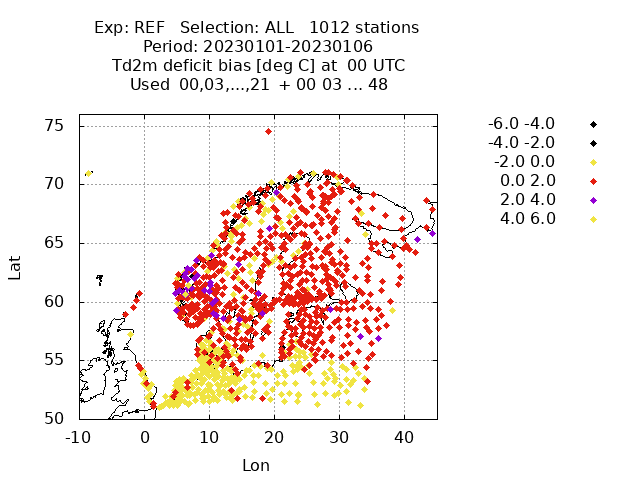 Exp: REF   Selection: ALL   1012 stations
Period: 20230101-20230106
Td2m deficit bias [deg C] at  00 UTC
Used  00,03,...,21  + 00 03 ... 48
-6.0 -4.0
-4.0 -2.0
-2.0 0.0
0.0 2.0
2.0 4.0
4.0 6.0
75
70
65
60
55
50
Lat
-10 0 10 20 30 40
Lon